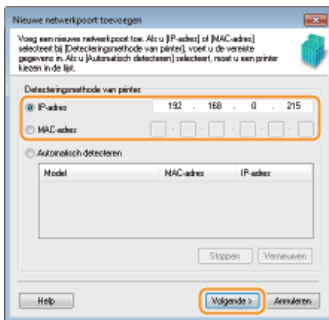 Nieuwe netwerkpoort toevoegen
Voeg een nieuwe netwerkpoort toe. Als u [IP-adres] of [MAC-adres]
selecteert bij [Detecteringsmethode van printer], voert u de vereiste
gegevens in. Als u [Automatisch detecteren] selecteert, moet u een printer
kiezen in de lijst.
Detecteringsmethode van printer
IP-adres 192 . 168 . 0 . 215
MAC-adres - - - - -
Automatisch detecteren
Model MAC-adres IP-adres
Stoppen Vernieuwen
Help Volgende > Annuleren